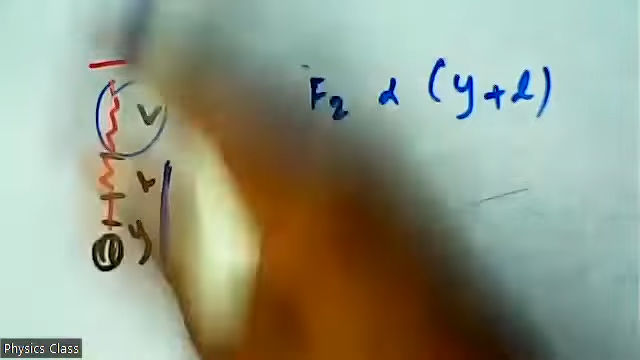 F₂ α (y+l)
y
Physics Class